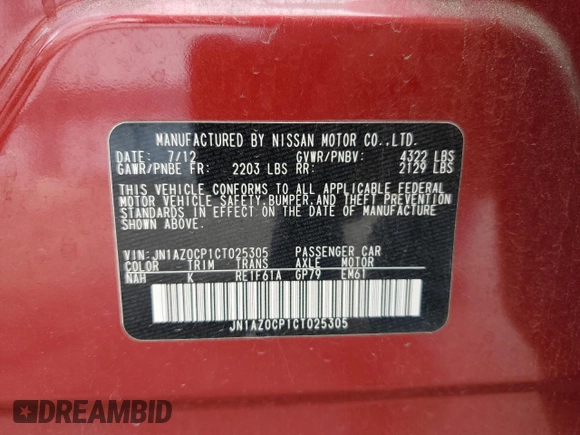 MANUFACTURED BY NISSAN MOTOR CO.,LTD.
DATE: 7/12 GVWR/PNBV: 4322 LBS
GAWR/PNBE FR: 2203 LBS RR: 2129 LBS
THIS VEHICLE CONFORMS TO ALL APPLICABLE FEDERAL
MOTOR VEHICLE SAFETY,BUMPER,AND THEFT PREVENTION
STANDARDS IN EFFECT ON THE DATE OF MANUFACTURE
SHOWN ABOVE.
VIN: JN1AZ0CP1CT025305 PASSENGER CAR
COLOR TRIM TRANS AXLE MOTOR
NAH K RE1F61A GP79 EM61
JN1AZ0CP1CT025305
DREAMBID